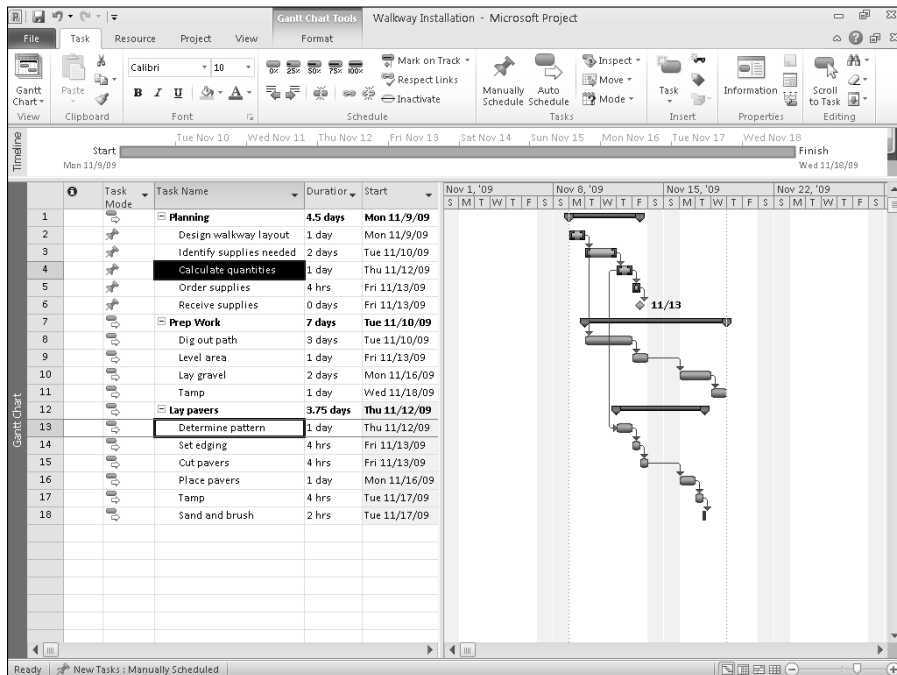 Gantt Chart Tools Walkway Installation - Microsoft Project
File Task Resource Project View Format
Calibri 10 0% 25% 50% 75% 100% Mark on Track Inspect
Respect Links Move
Inactivate Mode
B I U A
Gantt Chart Paste Manually Schedule Auto Schedule Task Information Scroll to Task
View Clipboard Font Schedule Tasks Insert Properties Editing
Timeline
Tue Nov 10 Wed Nov 11 Thu Nov 12 Fri Nov 13 Sat Nov 14 Sun Nov 15 Mon Nov 16 Tue Nov 17 Wed Nov 18
Start Finish
Mon 11/9/09 Wed 11/18/09
Task Mode Task Name Duration Start Nov 1, '09 Nov 8, '09 Nov 15, '09 Nov 22, '09
S M T W T F S S M T W T F S S M T W T F S S M T W T F S
1 Planning 4.5 days Mon 11/9/09
2 Design walkway layout 1 day Mon 11/9/09
3 Identify supplies needed 2 days Tue 11/10/09
4 Calculate quantities 1 day Thu 11/12/09
5 Order supplies 4 hrs Fri 11/13/09
6 Receive supplies 0 days Fri 11/13/09 11/13
7 Prep Work 7 days Tue 11/10/09
8 Dig out path 3 days Tue 11/10/09
9 Level area 1 day Fri 11/13/09
10 Lay gravel 2 days Mon 11/16/09
11 Tamp 1 day Wed 11/18/09
12 Lay pavers 3.75 days Thu 11/12/09
13 Determine pattern 1 day Thu 11/12/09
14 Set edging 4 hrs Fri 11/13/09
15 Cut pavers 4 hrs Fri 11/13/09
16 Place pavers 1 day Mon 11/16/09
17 Tamp 4 hrs Tue 11/17/09
18 Sand and brush 2 hrs Tue 11/17/09
Gantt Chart
Ready New Tasks : Manually Scheduled